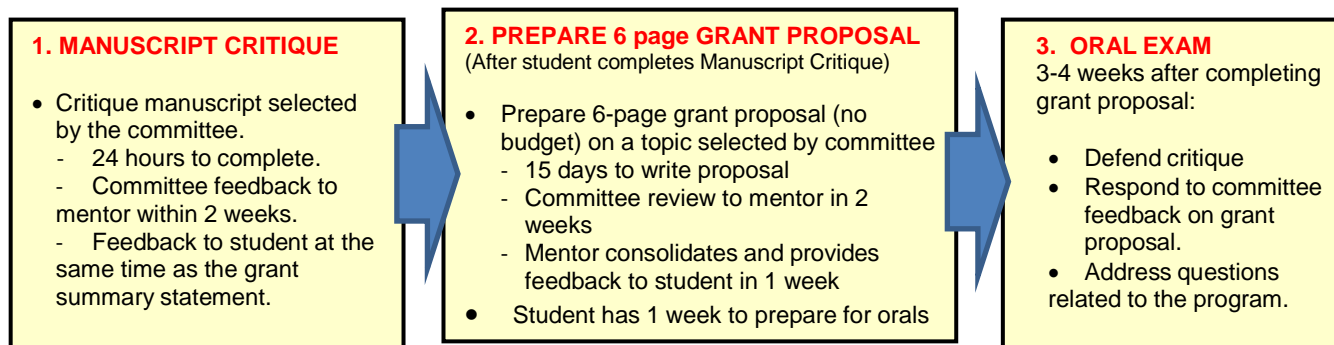 1. MANUSCRIPT CRITIQUE
• Critique manuscript selected
by the committee.
- 24 hours to complete.
- Committee feedback to
mentor within 2 weeks.
- Feedback to student at the
same time as the grant
summary statement.
2. PREPARE 6 page GRANT PROPOSAL
(After student completes Manuscript Critique)
• Prepare 6-page grant proposal (no
budget) on a topic selected by committee
- 15 days to write proposal
- Committee review to mentor in 2
weeks
- Mentor consolidates and provides
feedback to student in 1 week
• Student has 1 week to prepare for orals
3. ORAL EXAM
3-4 weeks after completing
grant proposal:
• Defend critique
• Respond to committee
feedback on grant
proposal.
• Address questions
related to the program.